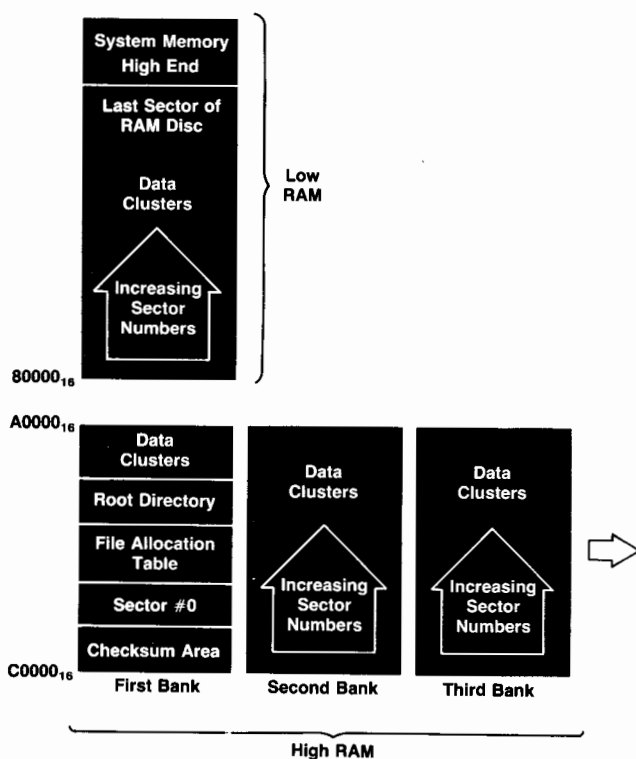 System Memory
High End
Last Sector of
RAM Disc
Data
Clusters
Increasing
Sector
Numbers
Low
RAM
80000₁₆
A0000₁₆
Data
Clusters
Root Directory
File Allocation
Table
Sector #0
Checksum Area
C0000₁₆
First Bank
Data
Clusters
Increasing
Sector
Numbers
Second Bank
Data
Clusters
Increasing
Sector
Numbers
Third Bank
High RAM